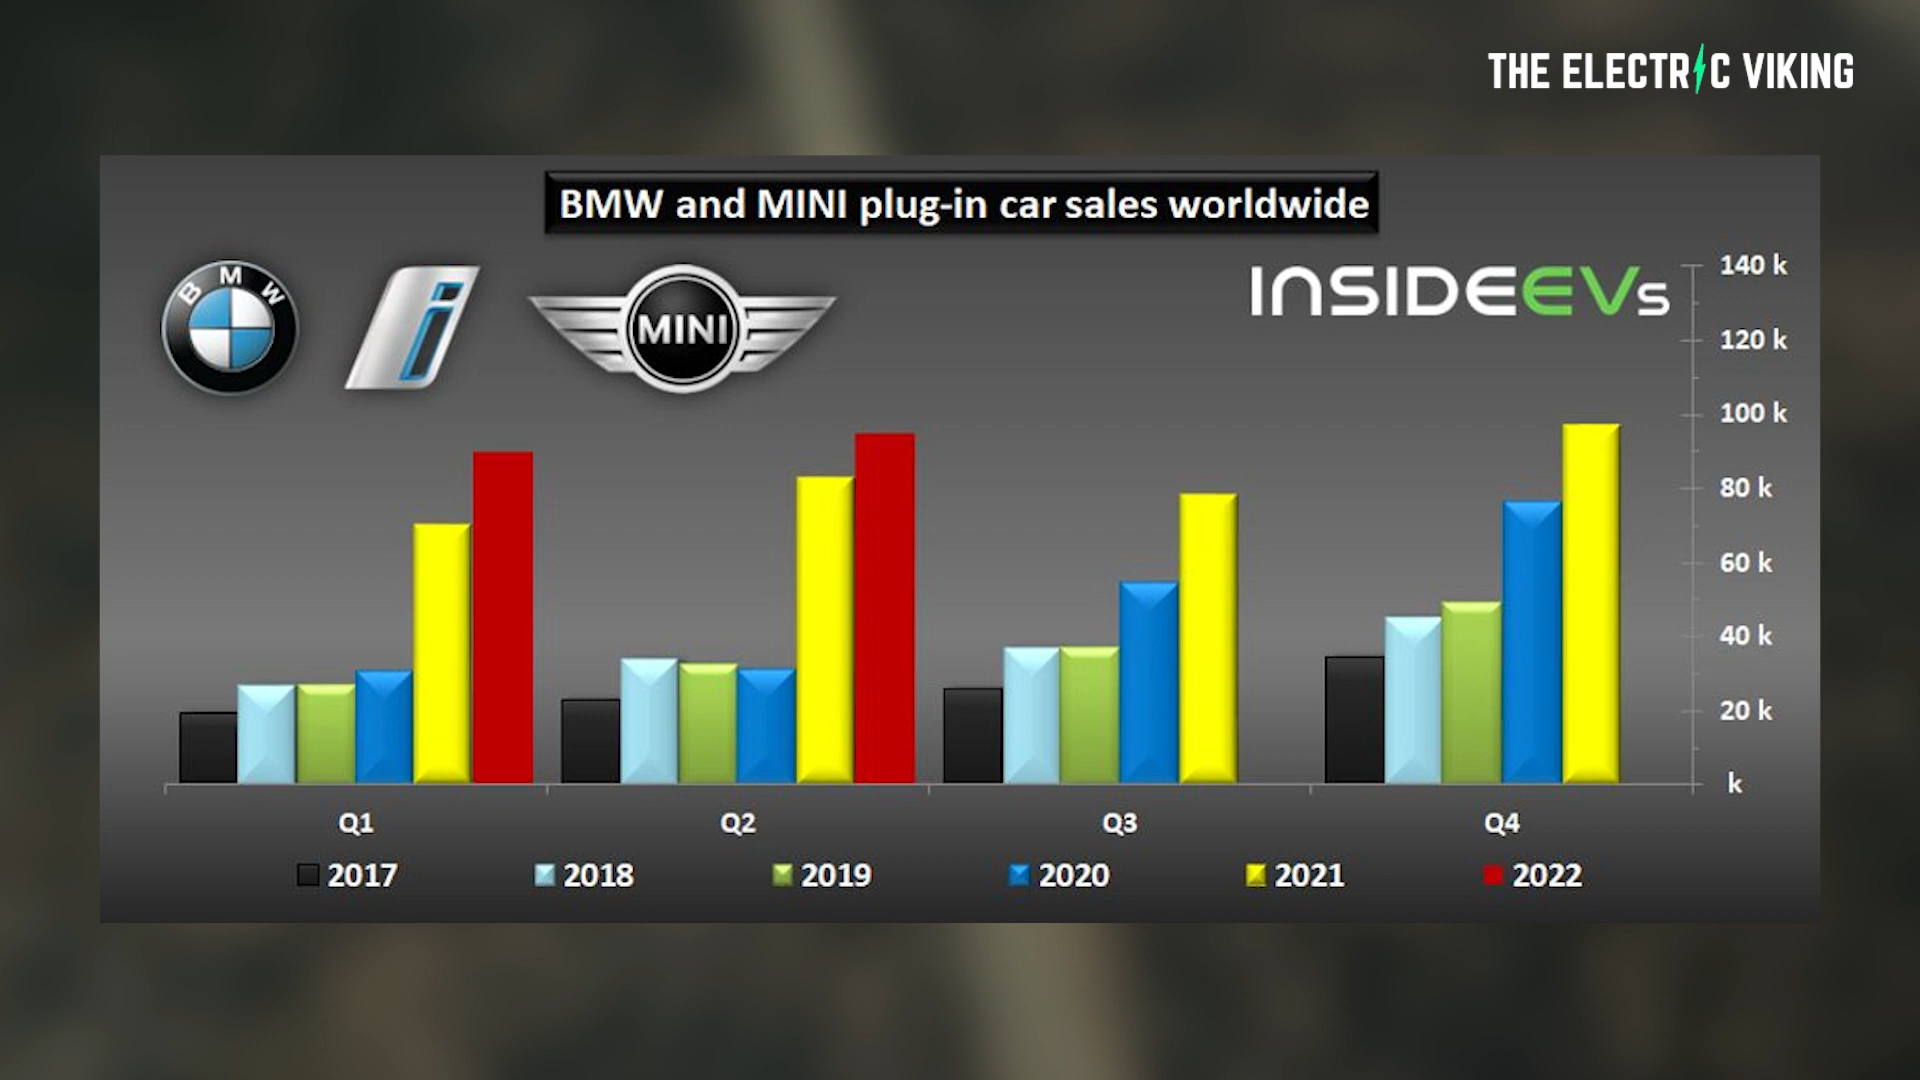 THE ELECTRIC VIKING
BMW and MINI plug-in car sales worldwide
BMW
i
MINI
INSIDEEVs
140 k
120 k
100 k
80 k
60 k
40 k
20 k
k
Q1 Q2 Q3 Q4
2017 2018 2019 2020 2021 2022